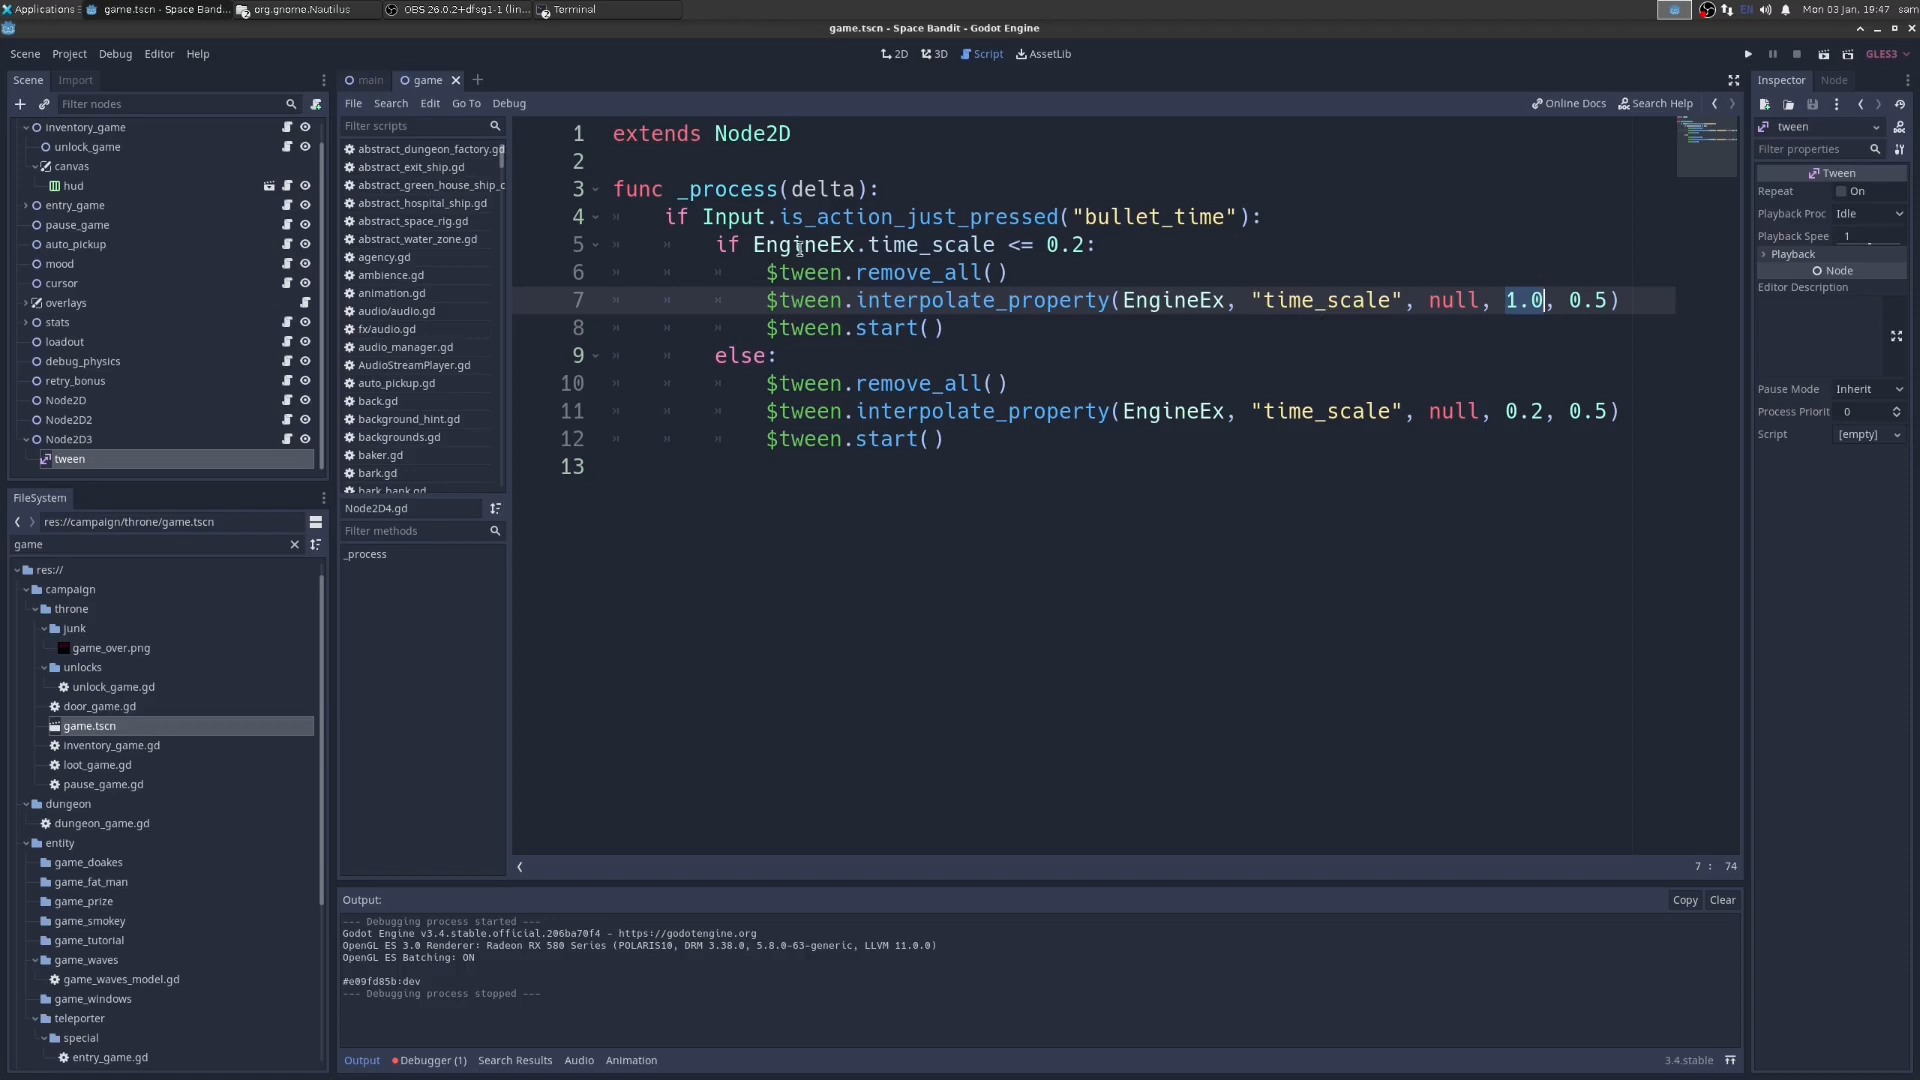 Applications
game.tscn - Space Band...
org.gnome.Nautilus
OBS 26.0.2+dfsg1-1 (lin...
Terminal
EN
Mon 03 Jan, 19:47
sam
game.tscn - Space Bandit - Godot Engine
Scene Project Debug Editor Help
2D 3D Script AssetLib
GLES3
Scene Import
Filter nodes
inventory_game
unlock_game
canvas
hud
entry_game
pause_game
auto_pickup
mood
cursor
overlays
stats
loadout
debug_physics
retry_bonus
Node2D
Node2D2
Node2D3
tween
FileSystem
res://campaign/throne/game.tscn
game
res://
campaign
throne
junk
game_over.png
unlocks
unlock_game.gd
door_game.gd
game.tscn
inventory_game.gd
loot_game.gd
pause_game.gd
dungeon
dungeon_game.gd
entity
game_doakes
game_fat_man
game_prize
game_smokey
game_tutorial
game_waves
game_waves_model.gd
game_windows
teleporter
special
entry_game.gd
main game
File Search Edit Go To Debug
Online Docs Search Help
Filter scripts
abstract_dungeon_factory.gd
abstract_exit_ship.gd
abstract_green_house_ship_c
abstract_hospital_ship.gd
abstract_space_rig.gd
abstract_water_zone.gd
agency.gd
ambience.gd
animation.gd
audio/audio.gd
fx/audio.gd
audio_manager.gd
AudioStreamPlayer.gd
auto_pickup.gd
back.gd
background_hint.gd
backgrounds.gd
baker.gd
bark.gd
bark_bank.gd
Node2D4.gd
Filter methods
_process
1 extends Node2D
2
3 func _process(delta):
4 if Input.is_action_just_pressed("bullet_time"):
5 if EngineEx.time_scale <= 0.2:
6 $tween.remove_all()
7 $tween.interpolate_property(EngineEx, "time_scale", null, 1.0, 0.5)
8 $tween.start()
9 else:
10 $tween.remove_all()
11 $tween.interpolate_property(EngineEx, "time_scale", null, 0.2, 0.5)
12 $tween.start()
13
7 : 74
Output:
Copy Clear
--- Debugging process started ---
Godot Engine v3.4.stable.official.206ba70f4 - https://godotengine.org
OpenGL ES 3.0 Renderer: Radeon RX 580 Series (POLARIS10, DRM 3.38.0, 5.8.0-63-generic, LLVM 11.0.0)
OpenGL ES Batching: ON
#e09fd85b:dev
--- Debugging process stopped ---
Output Debugger (1) Search Results Audio Animation
3.4.stable
Inspector Node
tween
Filter properties
Tween
Repeat On
Playback Proc Idle
Playback Spee 1
Playback
Node
Editor Description
Pause Mode Inherit
Process Priorit 0
Script [empty]